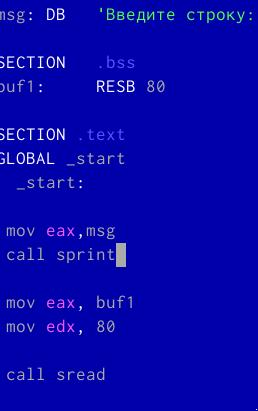 msg: DB 'Введите строку:
SECTION .bss
buf1: RESB 80
SECTION .text
GLOBAL _start
_start:
mov eax,msg
call sprint
mov eax, buf1
mov edx, 80
call sread